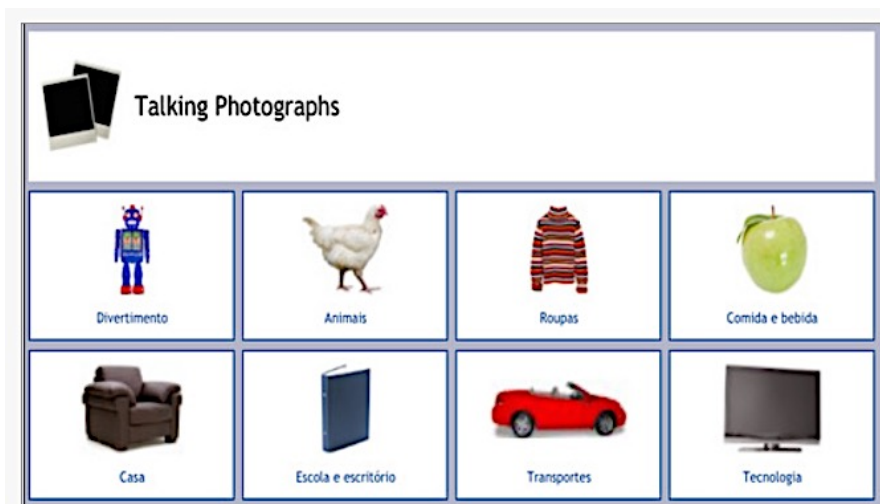 Talking Photographs
Divertimento
Animais
Roupas
Comida e bebida
Casa
Escola e escritório
Transportes
Tecnologia